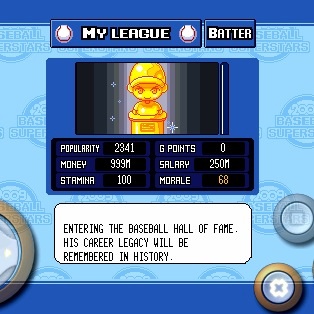 MY LEAGUE BATTER
POPULARITY 2341 G POINTS 0
MONEY 999M SALARY 250M
STAMINA 100 MORALE 68
ENTERING THE BASEBALL HALL OF FAME.
HIS CAREER LEGACY WILL BE
REMEMBERED IN HISTORY.